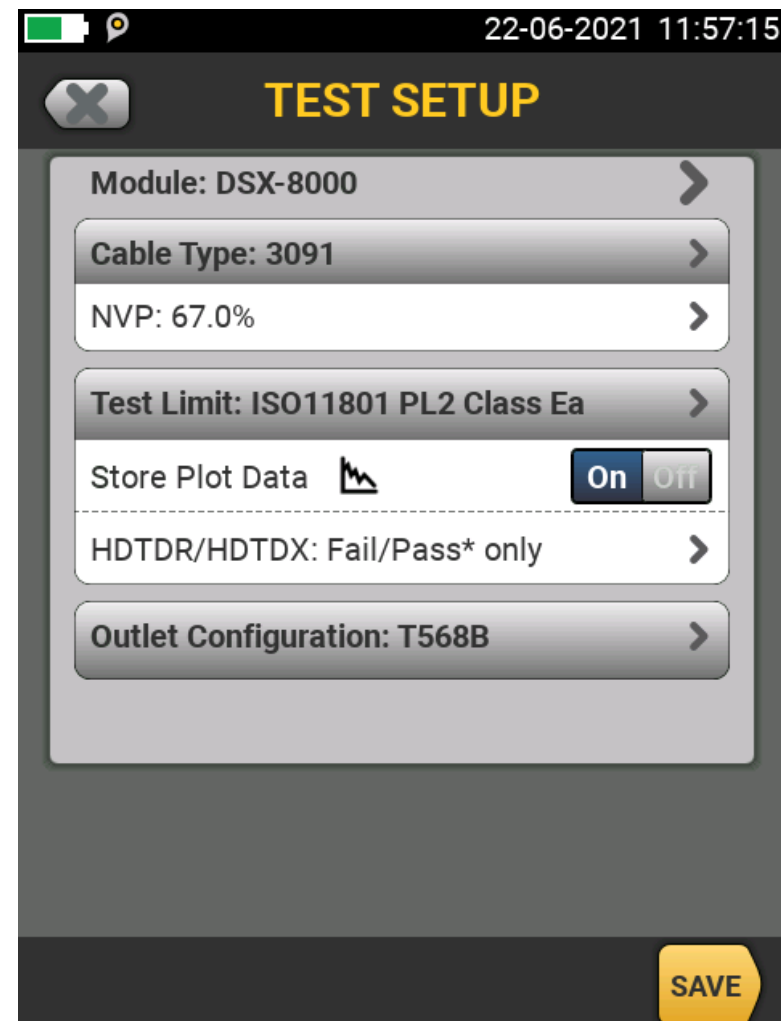 22-06-2021 11:57:15
TEST SETUP
Module: DSX-8000
Cable Type: 3091
NVP: 67.0%
Test Limit: ISO11801 PL2 Class Ea
Store Plot Data On Off
HDTDR/HDTDX: Fail/Pass* only
Outlet Configuration: T568B
SAVE